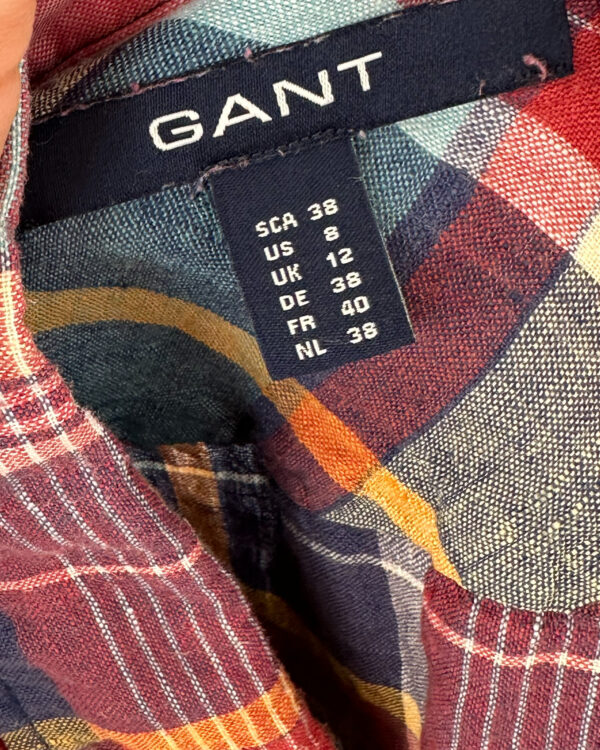 GANT
SCA 38
US 8
UK 12
DE 38
FR 40
NL 38